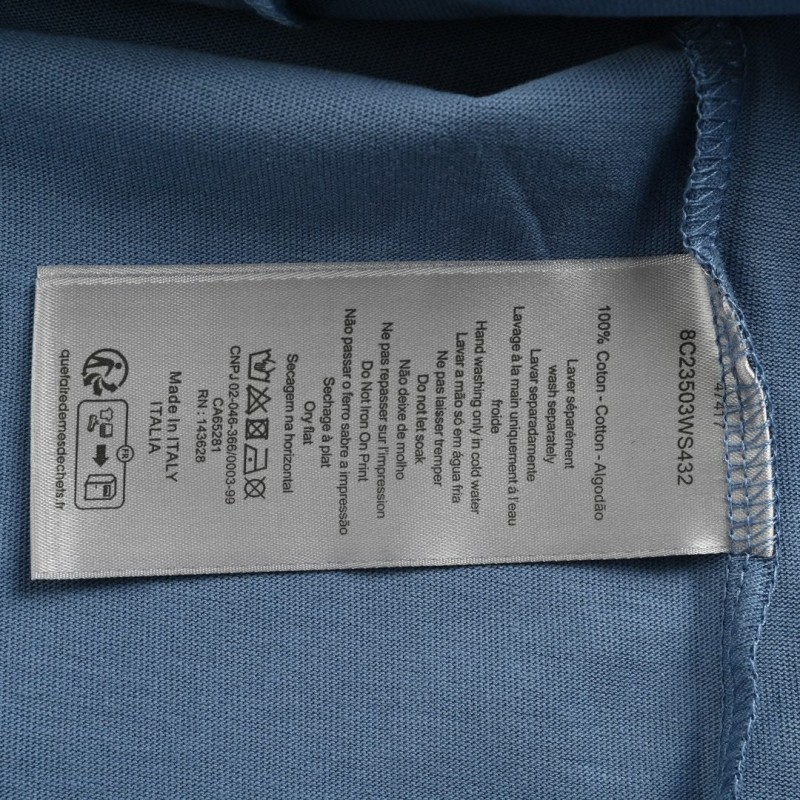 8C23503WS432
100% Coton - Cotton - Algodão
Laver séparément
wash separately
Lavar separadamente
Lavage à la main uniquement á l'eau
froide
Hand washing only in cold water
Lavar a mão só em água fria
Ne pas laisser tremper
Do not let soak
Não deixe de molho
Ne pas repasser sur l'impression
Do Not Iron On Print
Não passar o ferro sabre a impressão
Sechage à plat
Ory flat
Secagem na horizontal
CNPJ 02-046-366/0003-99
CA65281
RN : 143628
Made In ITALY
ITALIA
FR
quefairedemesdechets.fr